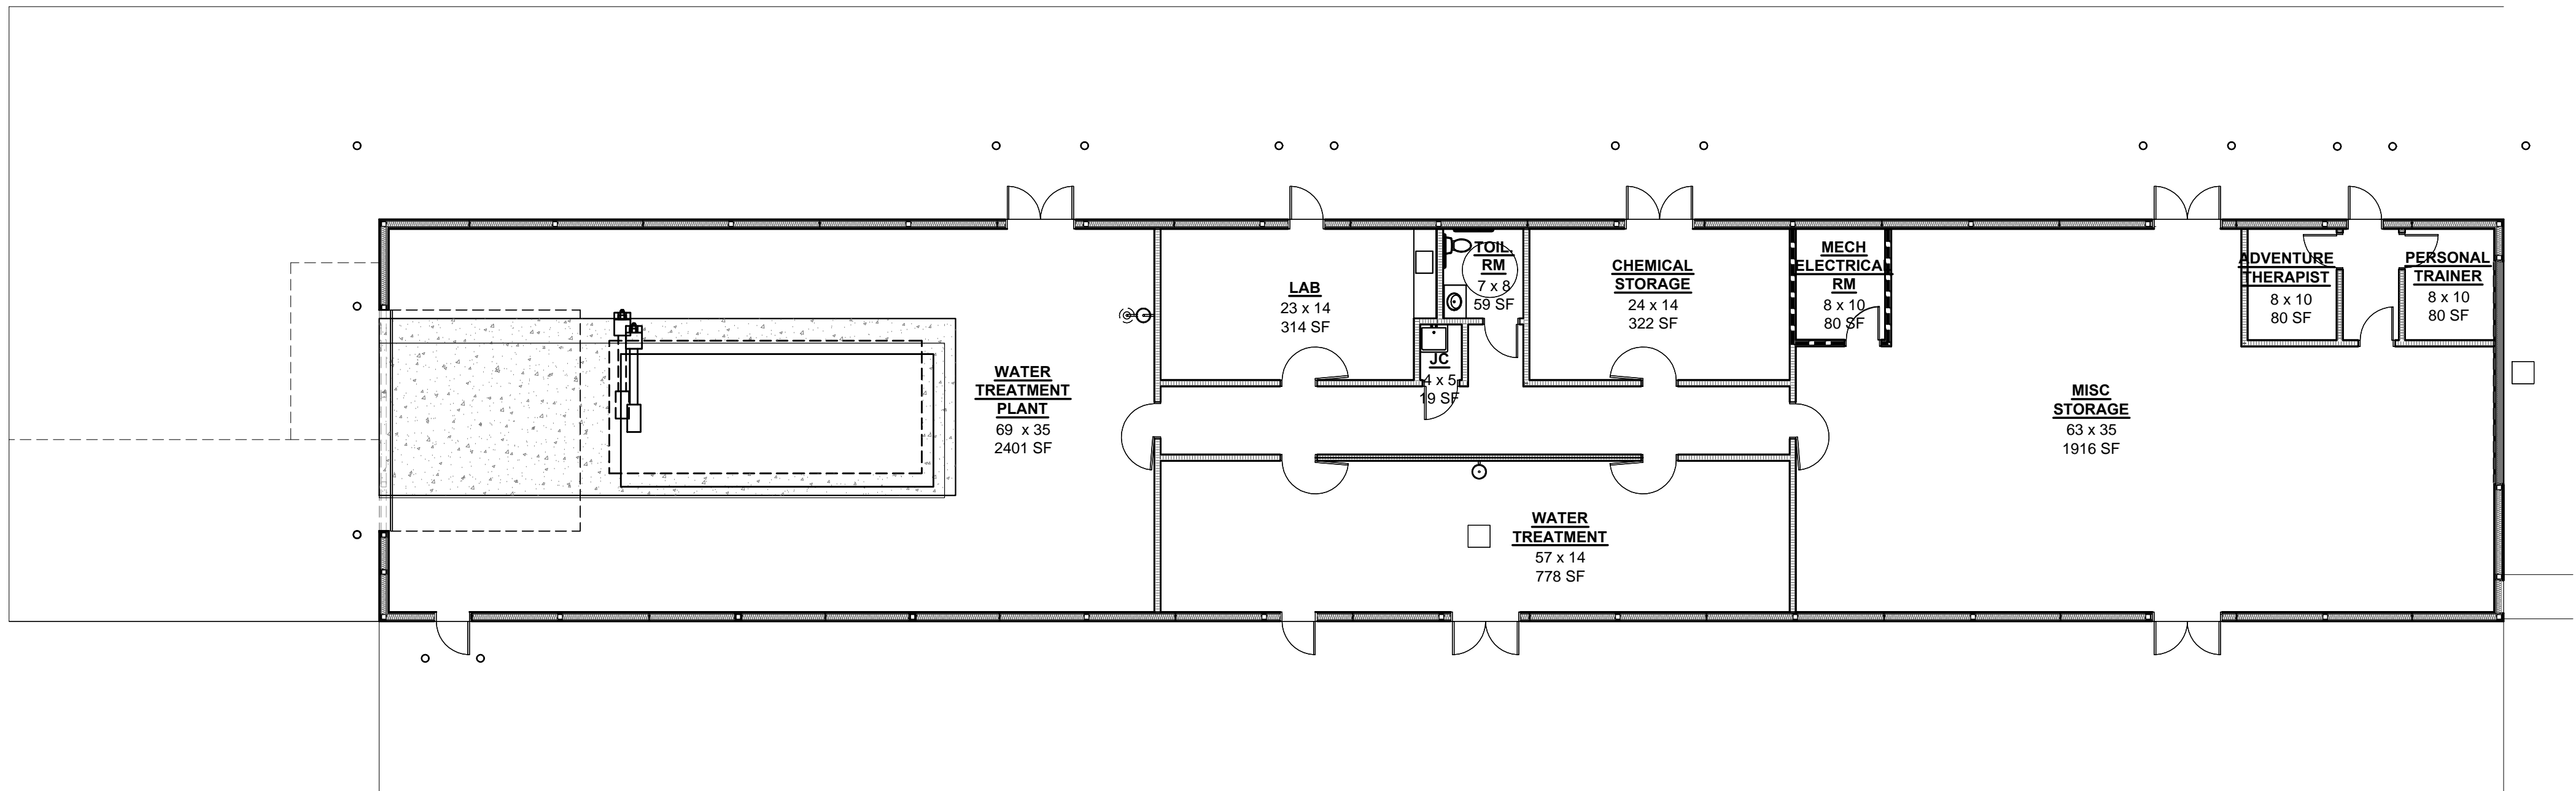 WATER
TREATMENT
PLANT
69 x 35
2401 SF
LAB
23 x 14
314 SF
TOIL
RM
7 x 8
59 SF
JC
4 x 5
19 SF
CHEMICAL
STORAGE
24 x 14
322 SF
MECH
ELECTRICAL
RM
8 x 10
80 SF
WATER
TREATMENT
57 x 14
778 SF
MISC
STORAGE
63 x 35
1916 SF
ADVENTURE
THERAPIST
8 x 10
80 SF
PERSONAL
TRAINER
8 x 10
80 SF